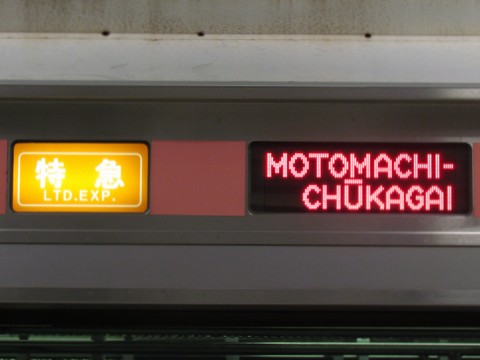 特急
LTD.EXP.
MOTOMACHI-
CHŪKAGAI